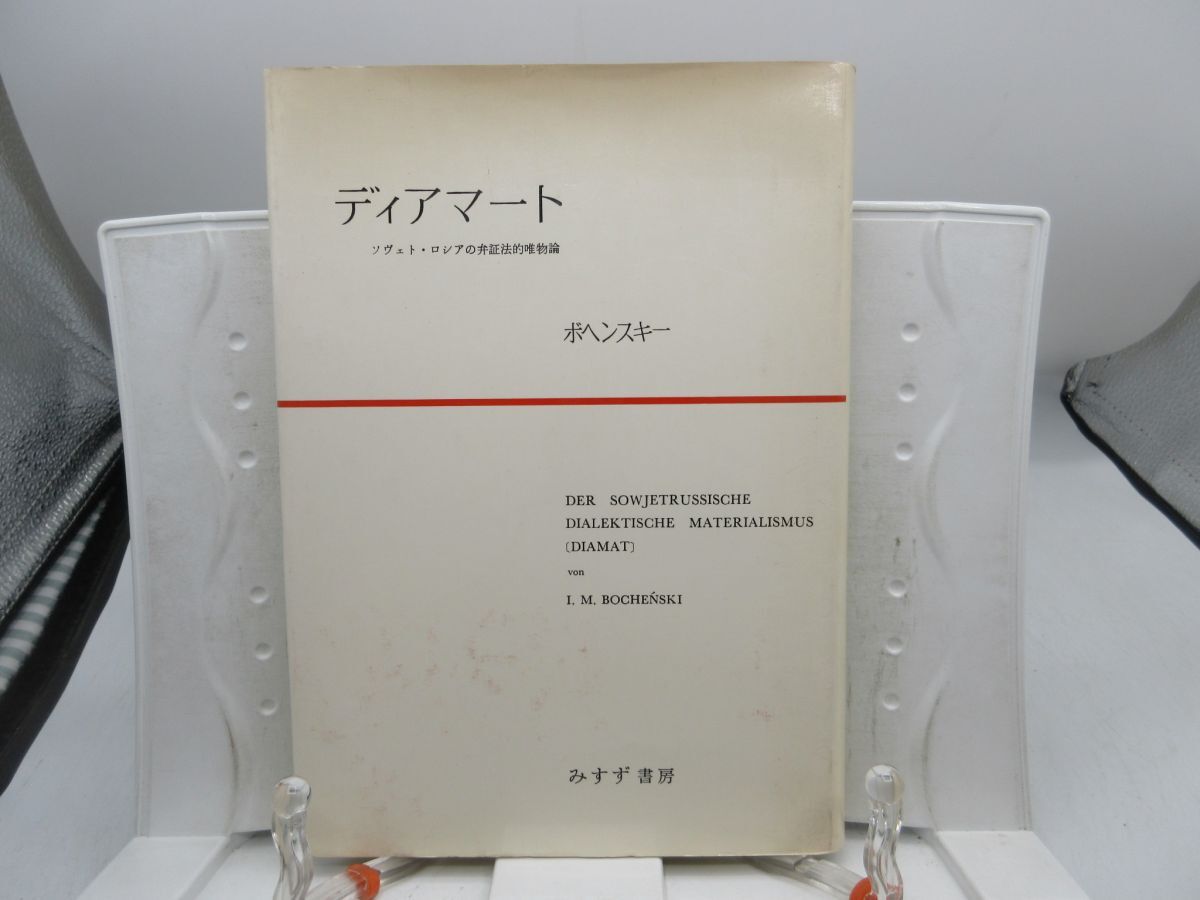 ディアマート
ソヴェト・ロシアの弁証法的唯物論
ボヘンスキー
DER SOWJETRUSSISCHE
DIALEKTISCHE MATERIALISMUS
〔DIAMAT〕
von
I. M. BOCHEŃSKI
みすず書房